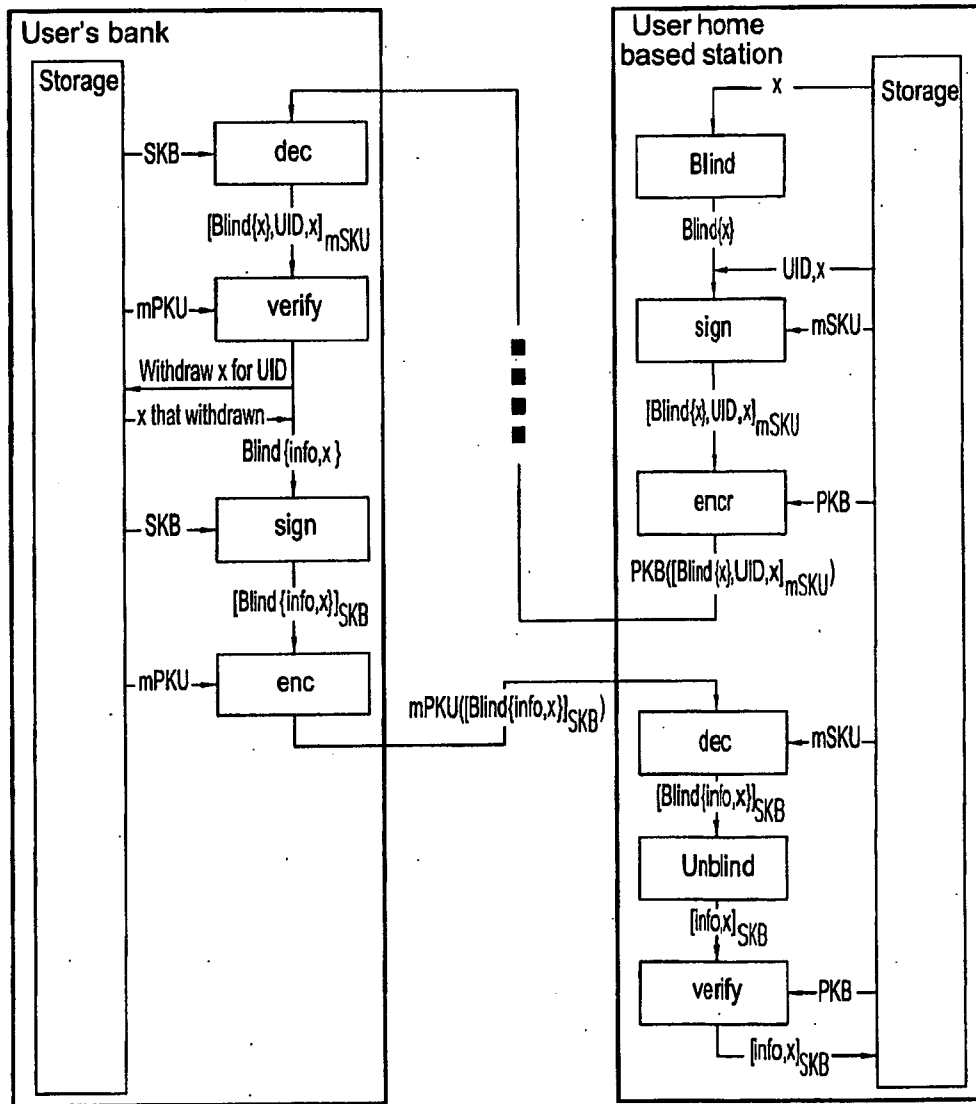 User's bank
Storage
dec
SKB
[Blind{x},UID,x]mSKU
mPKU
verify
Withdraw x for UID
x that withdrawn
Blind{info,x}
SKB
sign
[Blind{info,x}]SKB
mPKU
enc
mPKU([Blind{info,x}]SKB)
User home
based station
x
Storage
Blind
Blind{x}
UID,x
sign
mSKU
[Blind{x},UID,x]mSKU
encr
PKB
PKB([Blind{x},UID,x]mSKU)
dec
mSKU
[Blind{info,x}]SKB
Unblind
[info,x]SKB
verify
PKB
[info,x]SKB